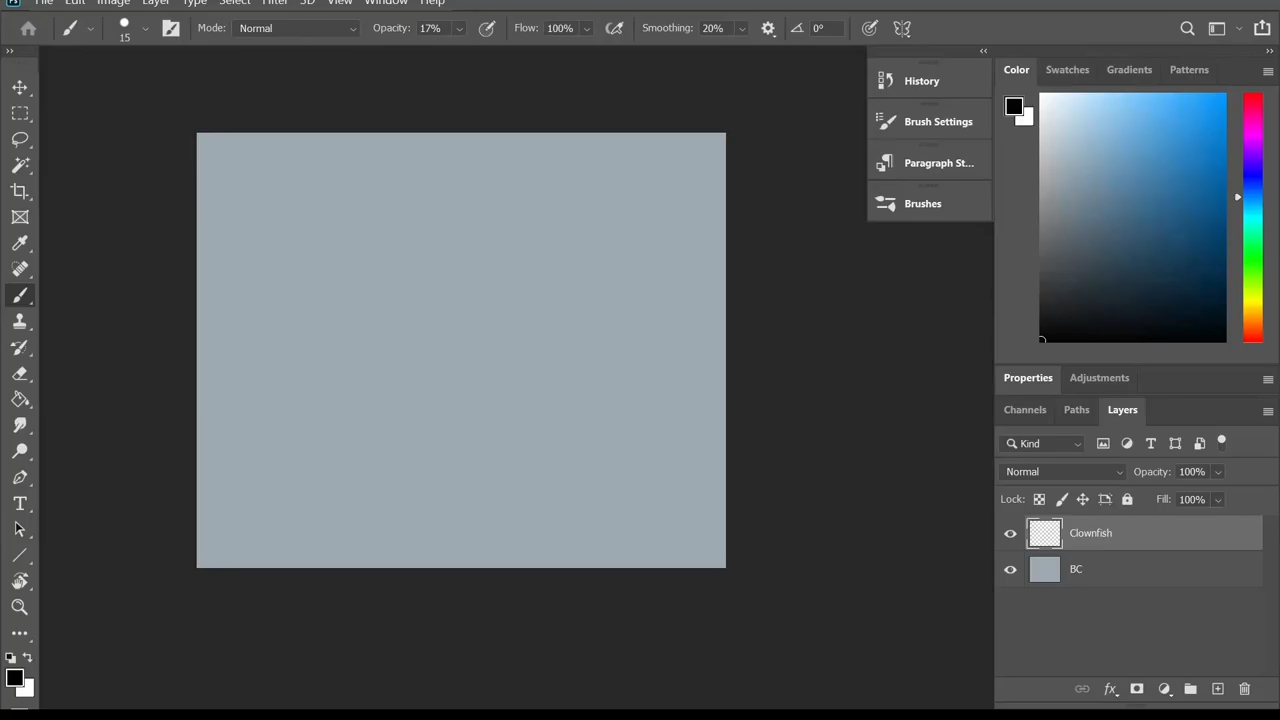 Ps File Edit Image Layer Type Select Filter 3D View Window Help
15 Mode: Normal Opacity: 17% Flow: 100% Smoothing: 20% 0°
History
Brush Settings
Paragraph St...
Brushes
Color Swatches Gradients Patterns
Properties Adjustments
Channels Paths Layers
Kind
Normal Opacity: 100%
Lock: Fill: 100%
Clownfish
BC
fx